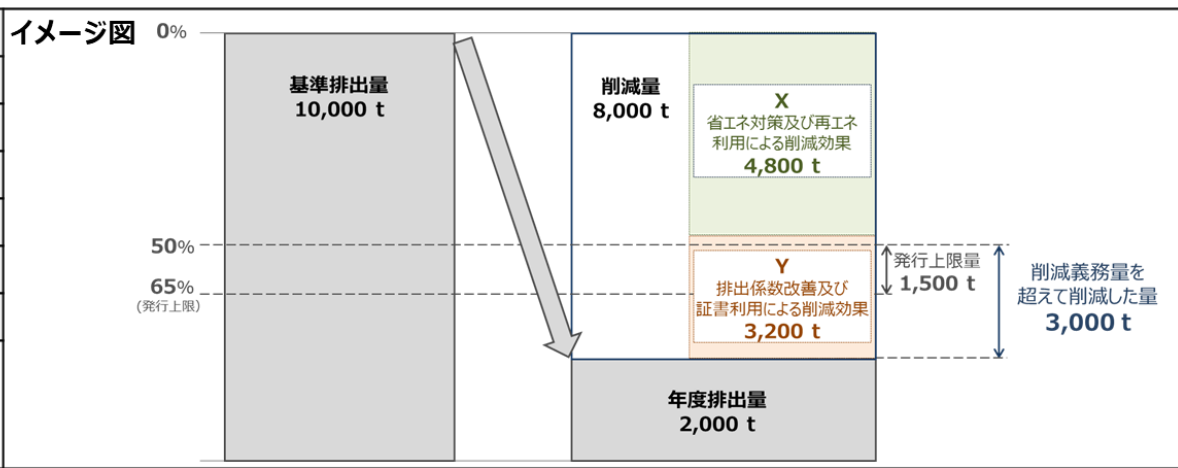 イメージ図
0%
基準排出量
10,000 t
削減量
8,000 t
X
省エネ対策及び再エネ
利用による削減効果
4,800 t
50%
65%
(発行上限)
Y
排出係数改善及び
証書利用による削減効果
3,200 t
発行上限量
1,500 t
削減義務量を
超えて削減した量
3,000 t
年度排出量
2,000 t